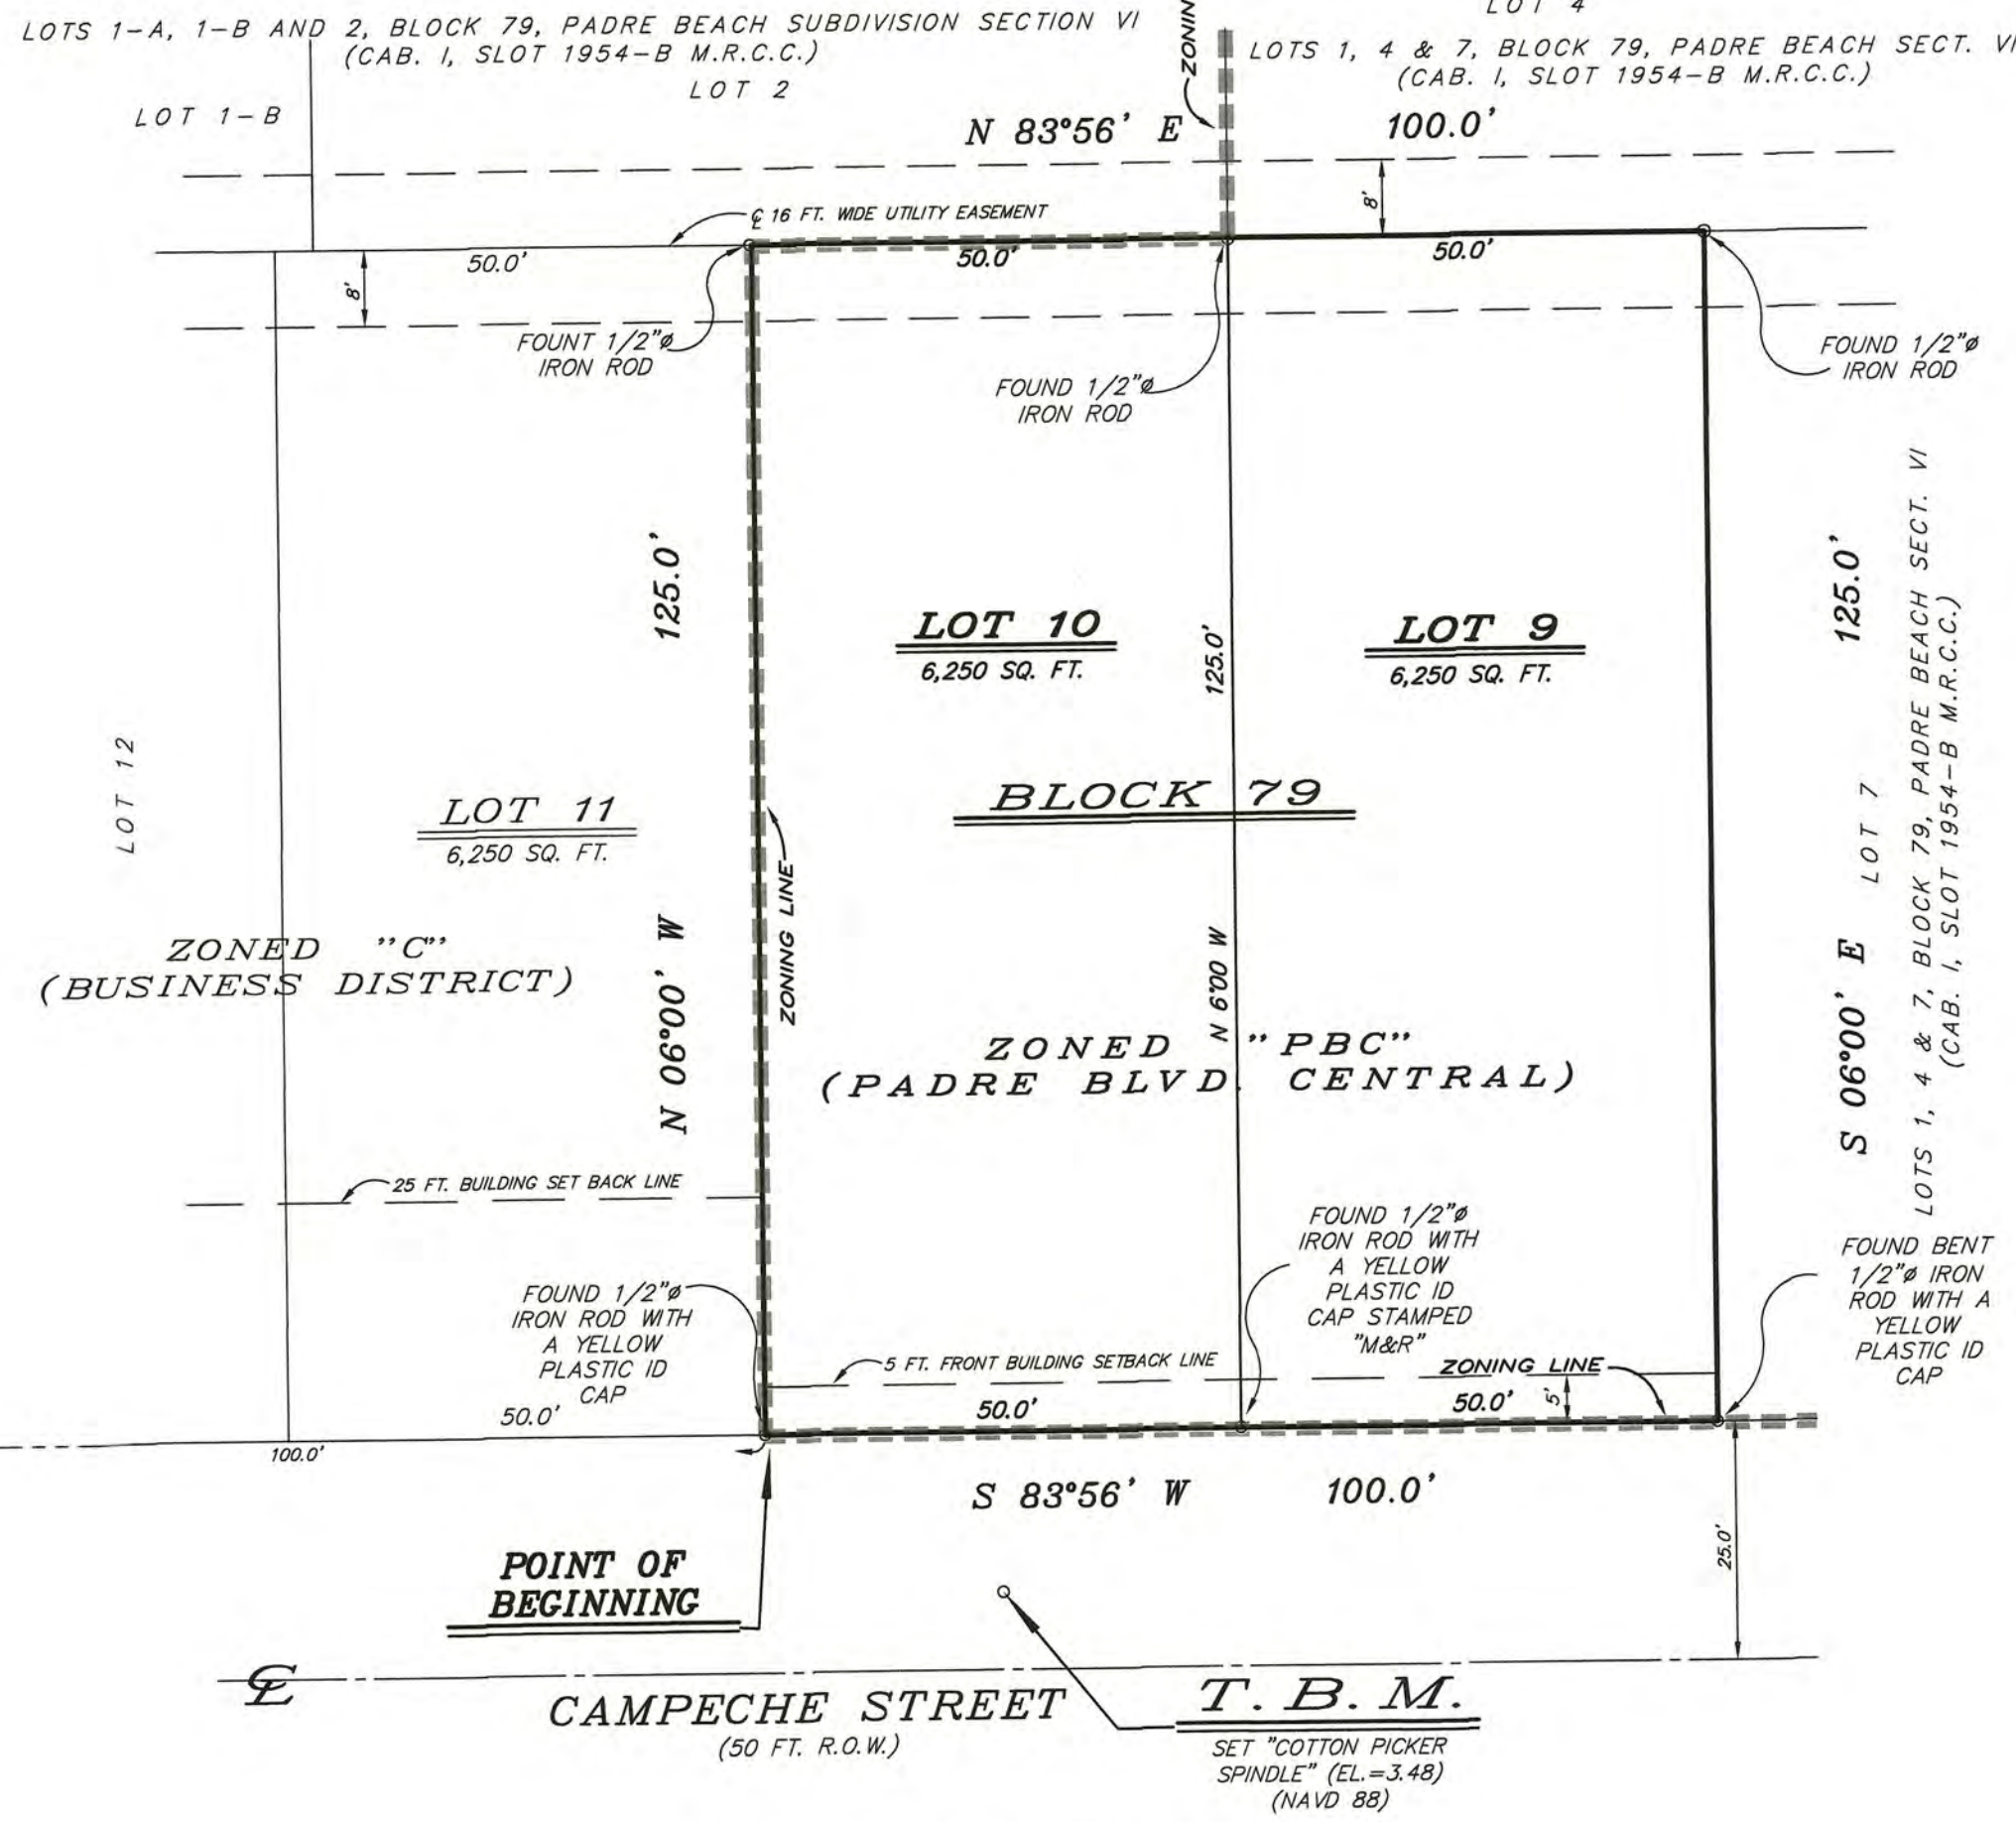 LOTS 1-A, 1-B AND 2, BLOCK 79, PADRE BEACH SUBDIVISION SECTION VI
(CAB. I, SLOT 1954-B M.R.C.C.)
LOT 2
LOT 1-B
LOT 4
LOTS 1, 4 & 7, BLOCK 79, PADRE BEACH SECT. VI
(CAB. I, SLOT 1954-B M.R.C.C.)
N 83°56' E 100.0'
8'
℄ 16 FT. WIDE UTILITY EASEMENT
50.0'
50.0'
50.0'
8'
FOUNT 1/2"ø
IRON ROD
FOUND 1/2"ø
IRON ROD
FOUND 1/2"ø
IRON ROD
LOT 12
LOT 11
6,250 SQ. FT.
ZONED "C"
(BUSINESS DISTRICT)
N 06°00' W 125.0'
ZONING LINE
LOT 10
6,250 SQ. FT.
LOT 9
6,250 SQ. FT.
BLOCK 79
N 6°00 W 125.0'
ZONED "PBC"
(PADRE BLVD. CENTRAL)
S 06°00' E 125.0'
LOT 7
LOTS 1, 4 & 7, BLOCK 79, PADRE BEACH SECT. VI
(CAB. I, SLOT 1954-B M.R.C.C.)
25 FT. BUILDING SET BACK LINE
FOUND 1/2"ø
IRON ROD WITH
A YELLOW
PLASTIC ID
CAP
FOUND 1/2"ø
IRON ROD WITH
A YELLOW
PLASTIC ID
CAP STAMPED
"M&R"
FOUND BENT
1/2"ø IRON
ROD WITH A
YELLOW
PLASTIC ID
CAP
5 FT. FRONT BUILDING SETBACK LINE
ZONING LINE
50.0'
50.0'
50.0'
5'
100.0'
S 83°56' W 100.0'
25.0'
POINT OF
BEGINNING
℄
CAMPECHE STREET
(50 FT. R.O.W.)
T.B.M.
SET "COTTON PICKER
SPINDLE" (EL.=3.48)
(NAVD 88)